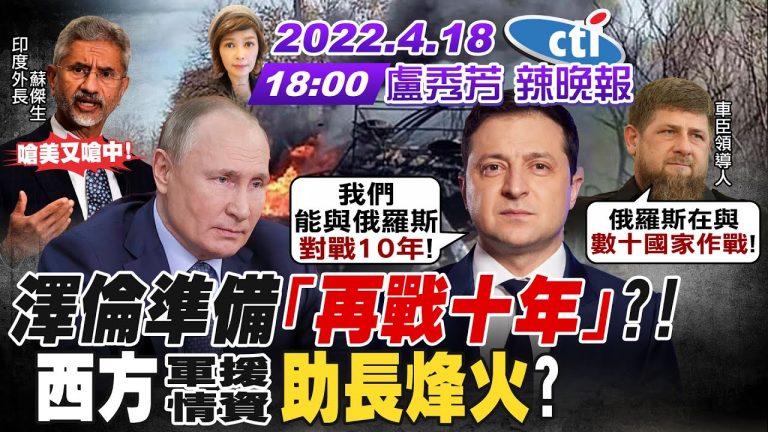 2022.4.18
cti
18:00
盧秀芳 辣晚報
印度外長
蘇傑生
嗆美又嗆中!
我們
能與俄羅斯
對戰10年!
車臣領導人
俄羅斯在與
數十國家作戰!
澤倫準備「再戰十年」?!
西方軍援情資助長烽火?